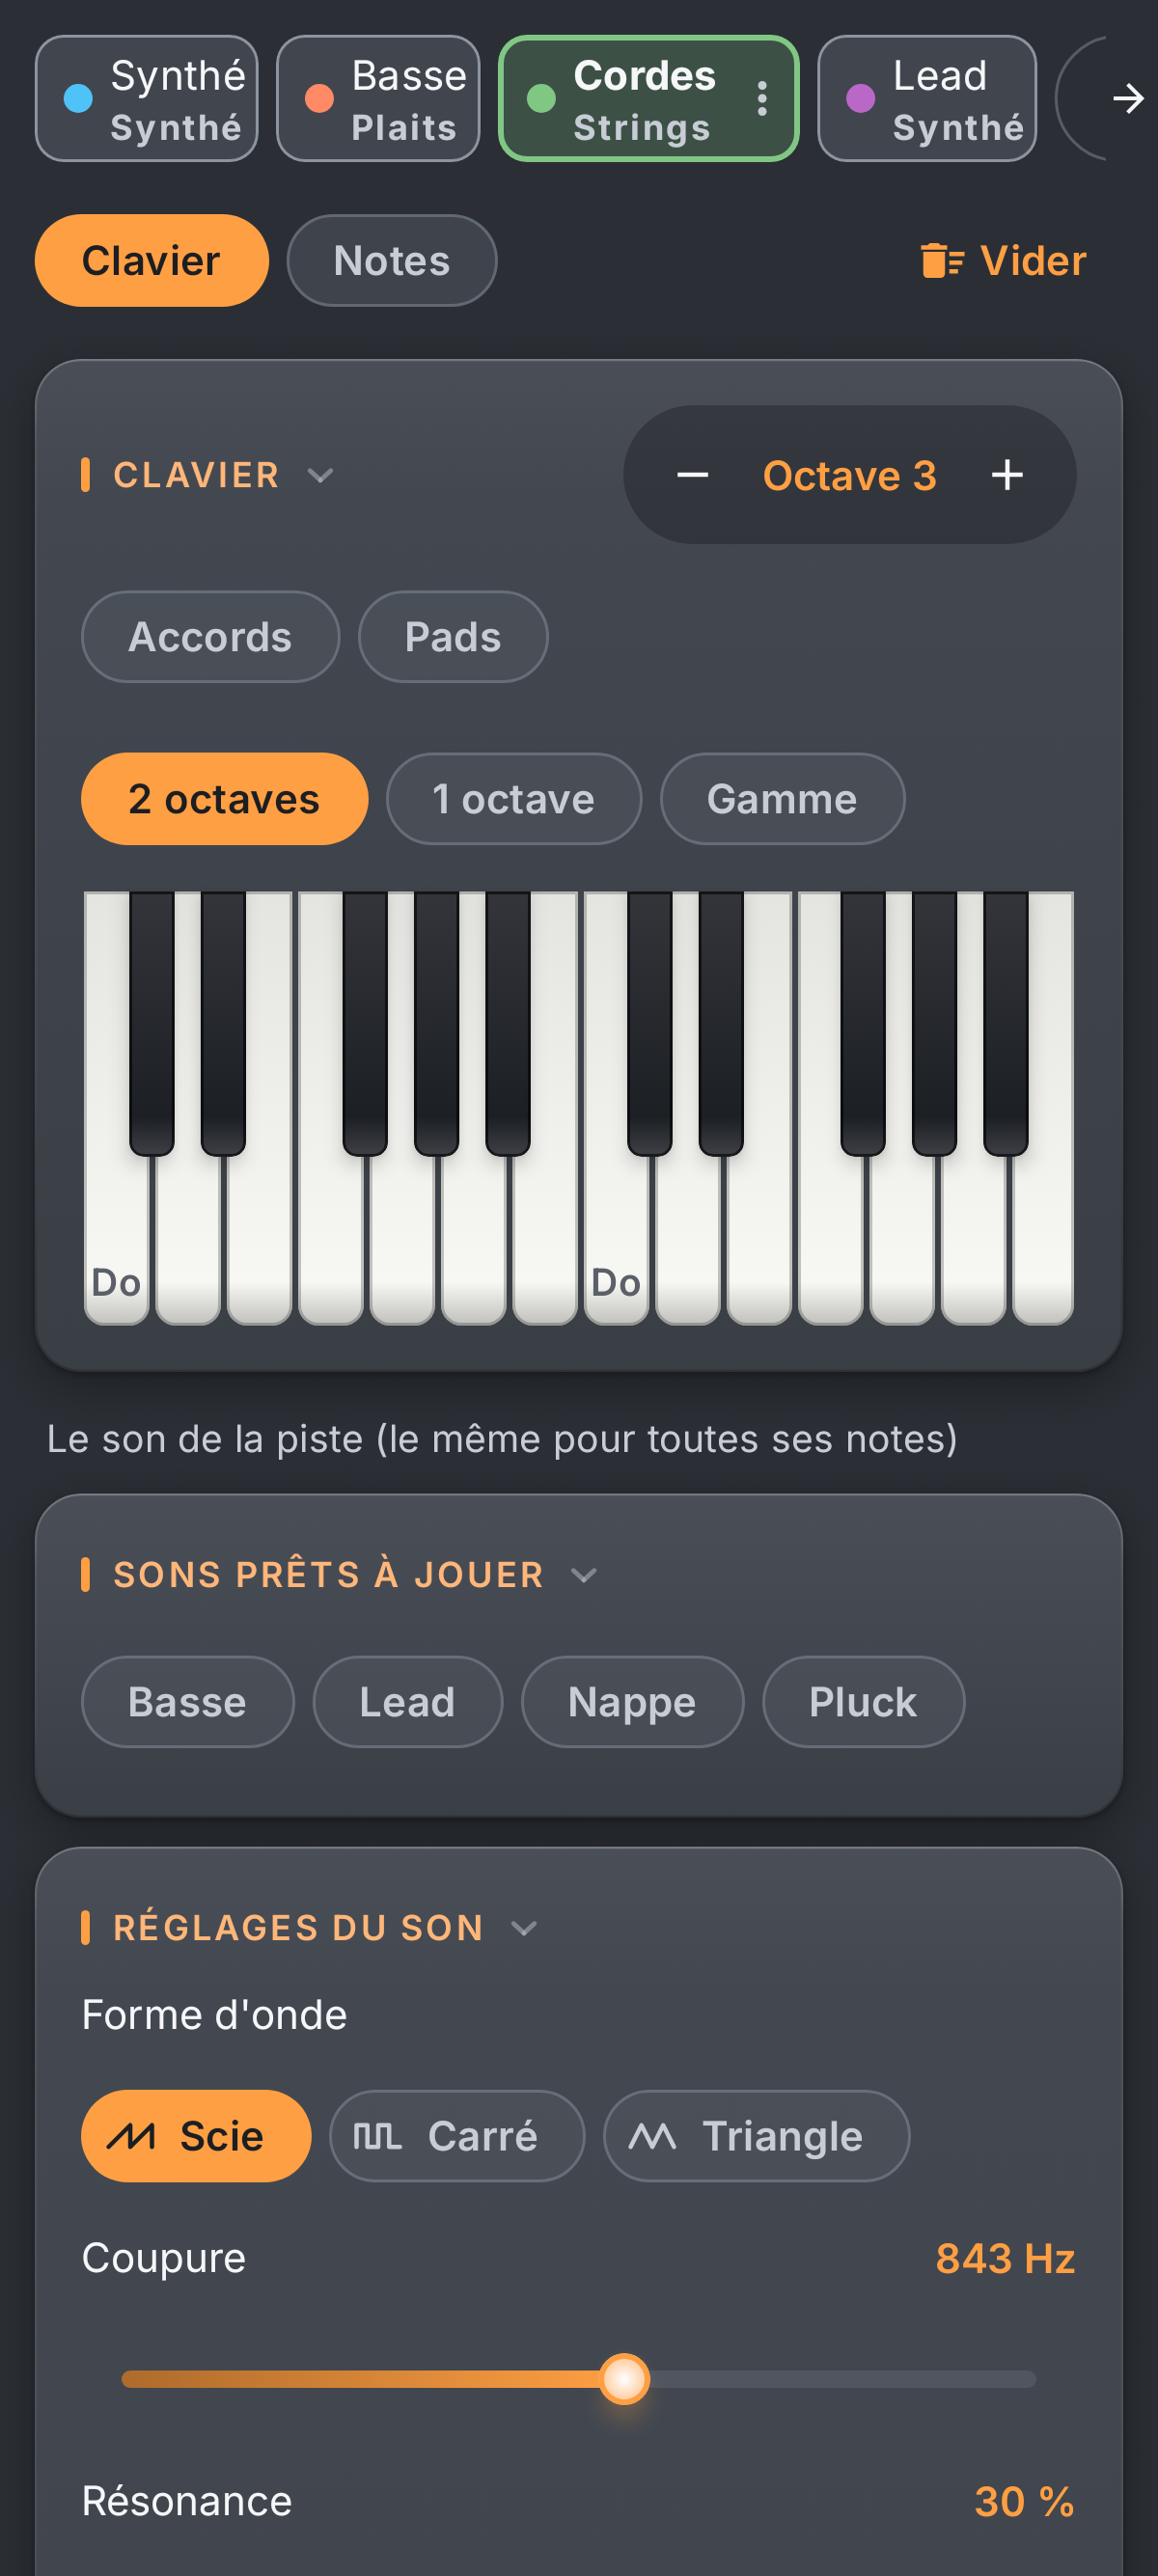 Synthé
Synthé
Basse
Plaits
Cordes
Strings
Lead
Synthé
Clavier
Notes
Vider
CLAVIER
Octave 3
Accords
Pads
2 octaves
1 octave
Gamme
Do
Do
Le son de la piste (le même pour toutes ses notes)
SONS PRÊTS À JOUER
Basse
Lead
Nappe
Pluck
RÉGLAGES DU SON
Forme d'onde
Scie
Carré
Triangle
Coupure
843 Hz
Résonance
30 %